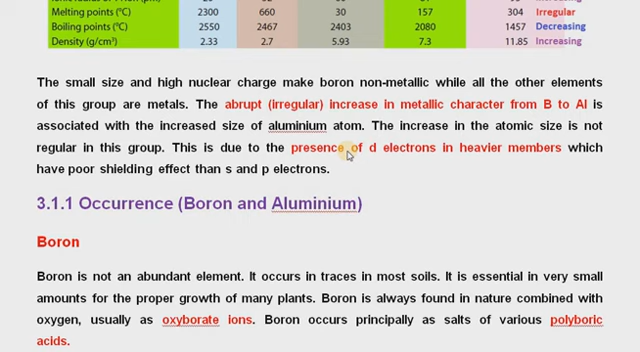 Melting points (°C) 2300 660 30 157 304 Irregular
Boiling points (°C) 2550 2467 2403 2080 1457 Decreasing
Density (g/cm³) 2.33 2.7 5.93 7.3 11.85 Increasing
The small size and high nuclear charge make boron non-metallic while all the other elements
of this group are metals. The abrupt (irregular) increase in metallic character from B to Al is
associated with the increased size of aluminium atom. The increase in the atomic size is not
regular in this group. This is due to the presence of d electrons in heavier members which
have poor shielding effect than s and p electrons.
3.1.1 Occurrence (Boron and Aluminium)
Boron
Boron is not an abundant element. It occurs in traces in most soils. It is essential in very small
amounts for the proper growth of many plants. Boron is always found in nature combined with
oxygen, usually as oxyborate ions. Boron occurs principally as salts of various polyboric
acids.